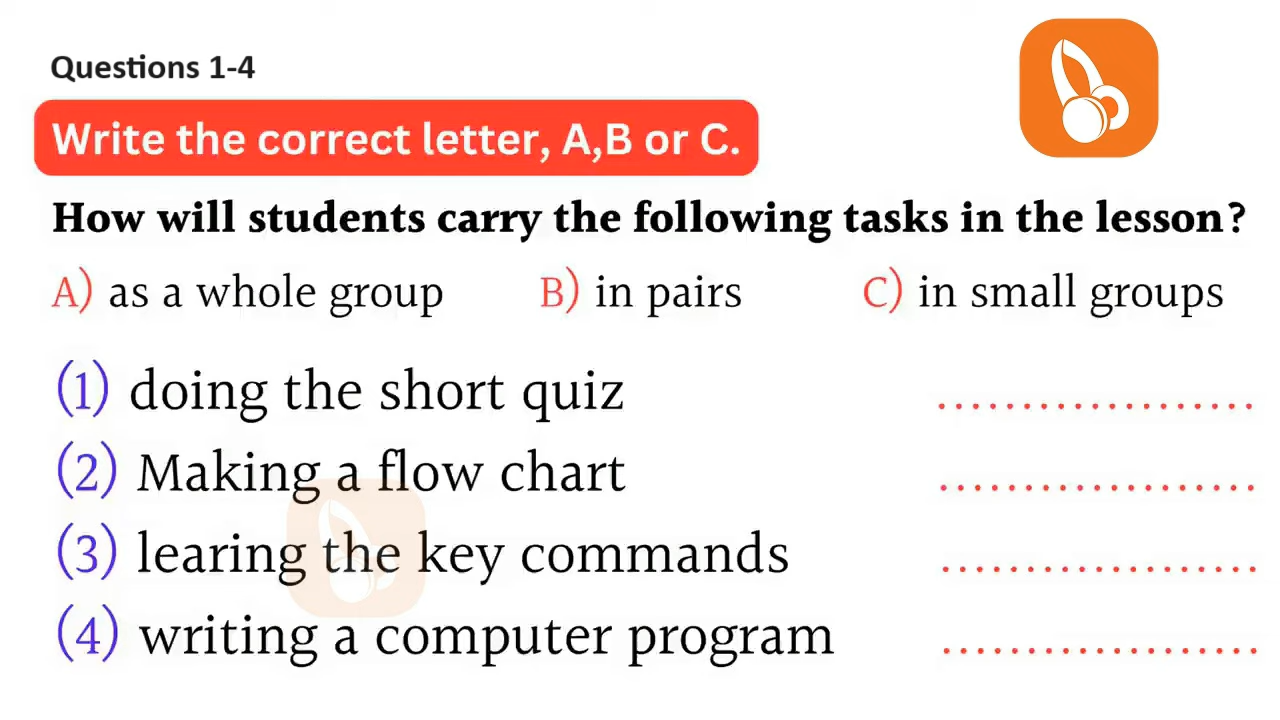 Questions 1-4
Write the correct letter, A,B or C.
How will students carry the following tasks in the lesson?
A) as a whole group B) in pairs C) in small groups
(1) doing the short quiz ...................
(2) Making a flow chart ...................
(3) learing the key commands ...................
(4) writing a computer program ...................